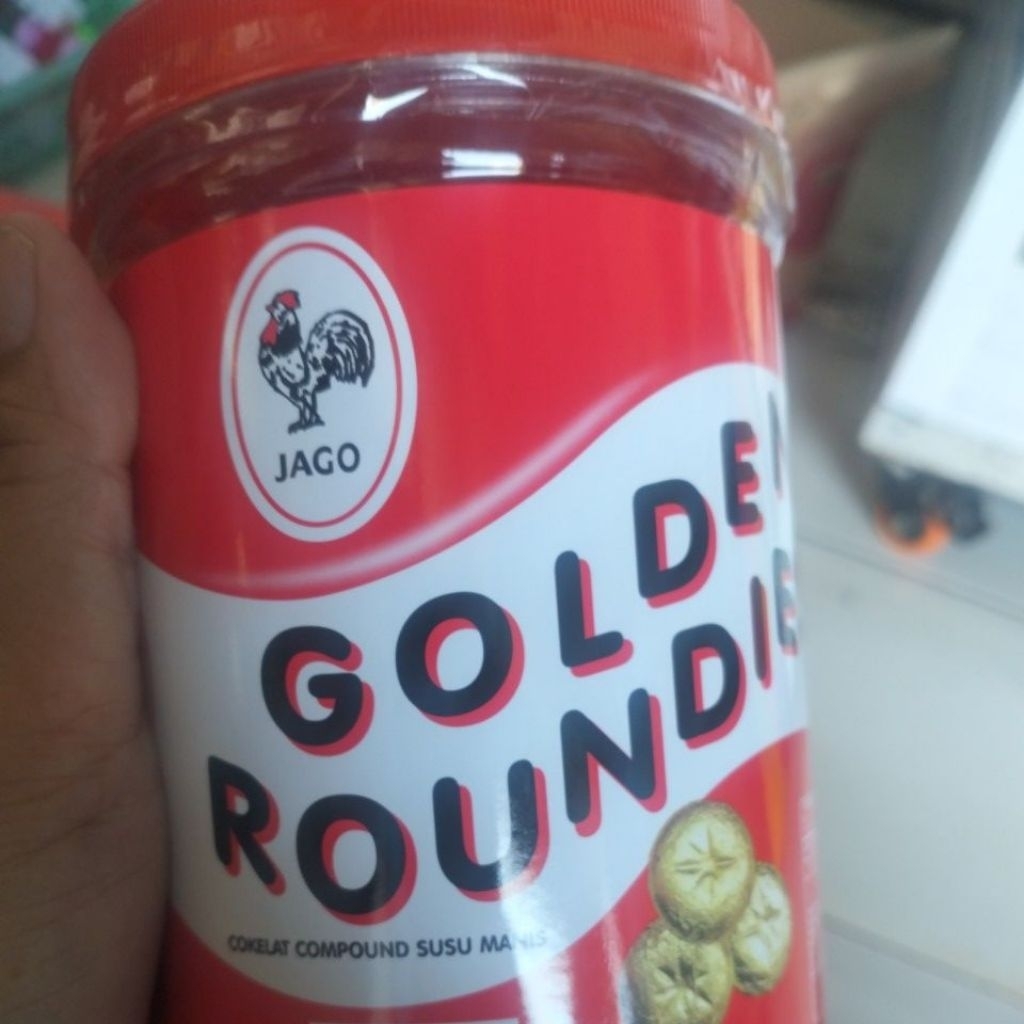 JAGO
GOLDE
ROUNDIE
COKELAT COMPOUND SUSU MANIS